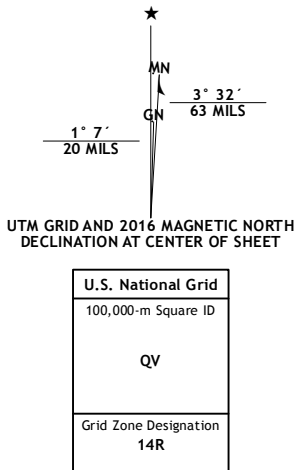 MN
GN
3° 32´
63 MILS
1° 7´
20 MILS
UTM GRID AND 2016 MAGNETIC NORTH
DECLINATION AT CENTER OF SHEET
U.S. National Grid
100,000-m Square ID
QV
Grid Zone Designation
14R